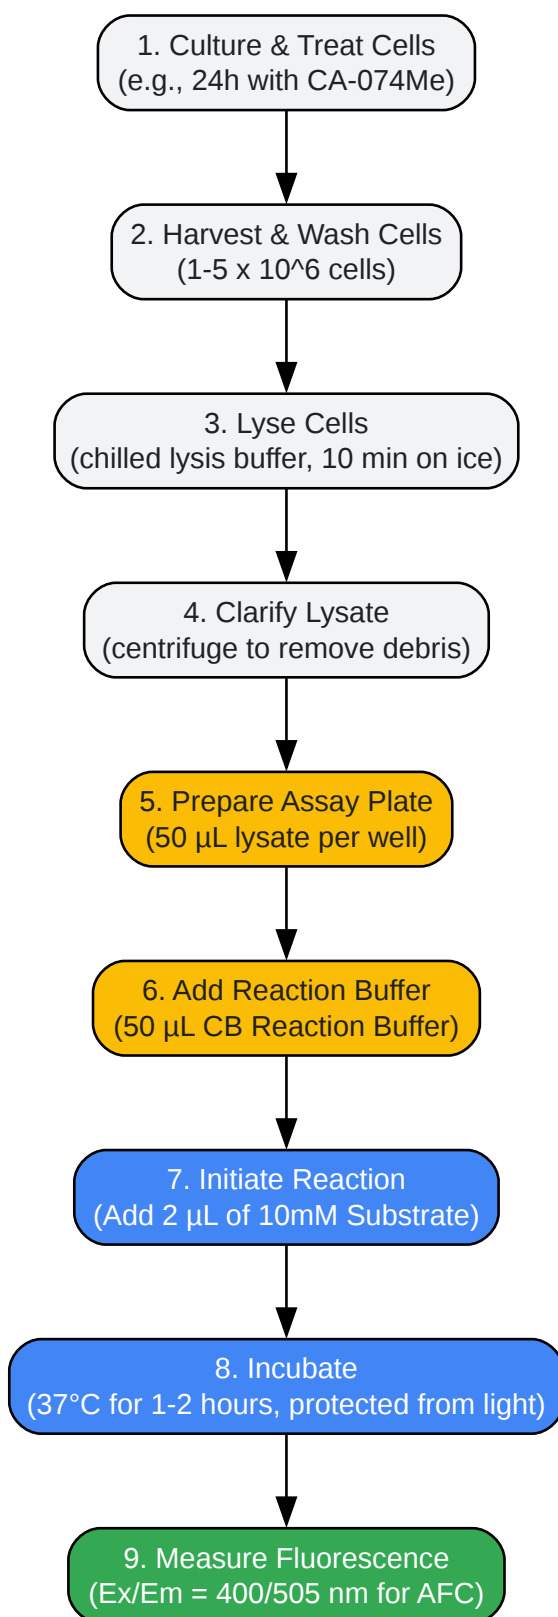 1. Culture & Treat Cells
(e.g., 24h with CA-074Me)
2. Harvest & Wash Cells
(1-5 x 10^6 cells)
3. Lyse Cells
(chilled lysis buffer, 10 min on ice)
4. Clarify Lysate
(centrifuge to remove debris)
5. Prepare Assay Plate
(50 µL lysate per well)
6. Add Reaction Buffer
(50 µL CB Reaction Buffer)
7. Initiate Reaction
(Add 2 µL of 10mM Substrate)
8. Incubate
(37°C for 1-2 hours, protected from light)
9. Measure Fluorescence
(Ex/Em = 400/505 nm for AFC)